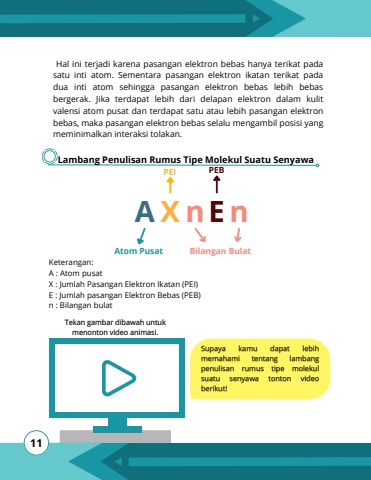 Hal ini terjadi karena pasangan elektron bebas hanya terikat pada
satu inti atom. Sementara pasangan elektron ikatan terikat pada
dua inti atom sehingga pasangan elektron bebas lebih bebas
bergerak. Jika terdapat lebih dari delapan elektron dalam kulit
valensi atom pusat dan terdapat satu atau lebih pasangan elektron
bebas, maka pasangan elektron bebas selalu mengambil posisi yang
meminimalkan interaksi tolakan.
Lambang Penulisan Rumus Tipe Molekul Suatu Senyawa
PEI PEB
A X n E n
Atom Pusat Bilangan Bulat
Keterangan:
A : Atom pusat
X : Jumlah Pasangan Elektron Ikatan (PEI)
E : Jumlah pasangan Elektron Bebas (PEB)
n : Bilangan bulat
Tekan gambar dibawah untuk
menonton video animasi.
Supaya kamu dapat lebih
memahami tentang lambang
penulisan rumus tipe molekul
suatu senyawa tonton video
berikut!
11